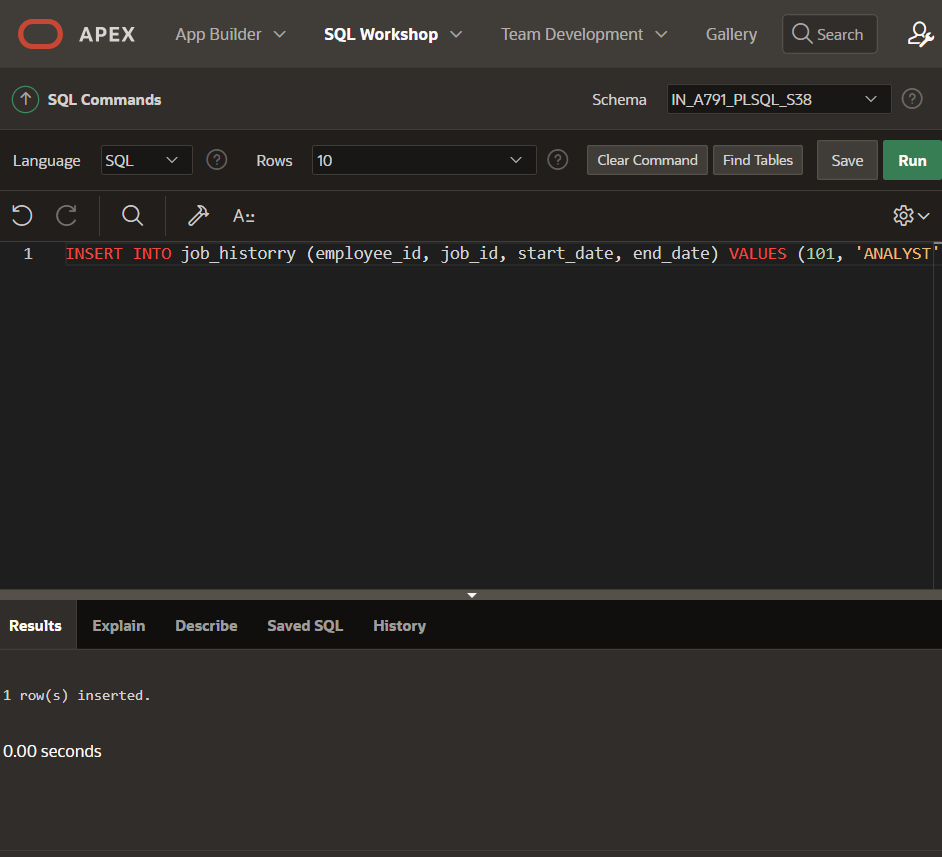 APEX App Builder SQL Workshop Team Development Gallery Search
SQL Commands Schema IN_A791_PLSQL_S38 ?
Language SQL ? Rows 10 ? Clear Command Find Tables Save Run
A::
1 INSERT INTO job_historry (employee_id, job_id, start_date, end_date) VALUES (101, 'ANALYST'
Results Explain Describe Saved SQL History
1 row(s) inserted.
0.00 seconds